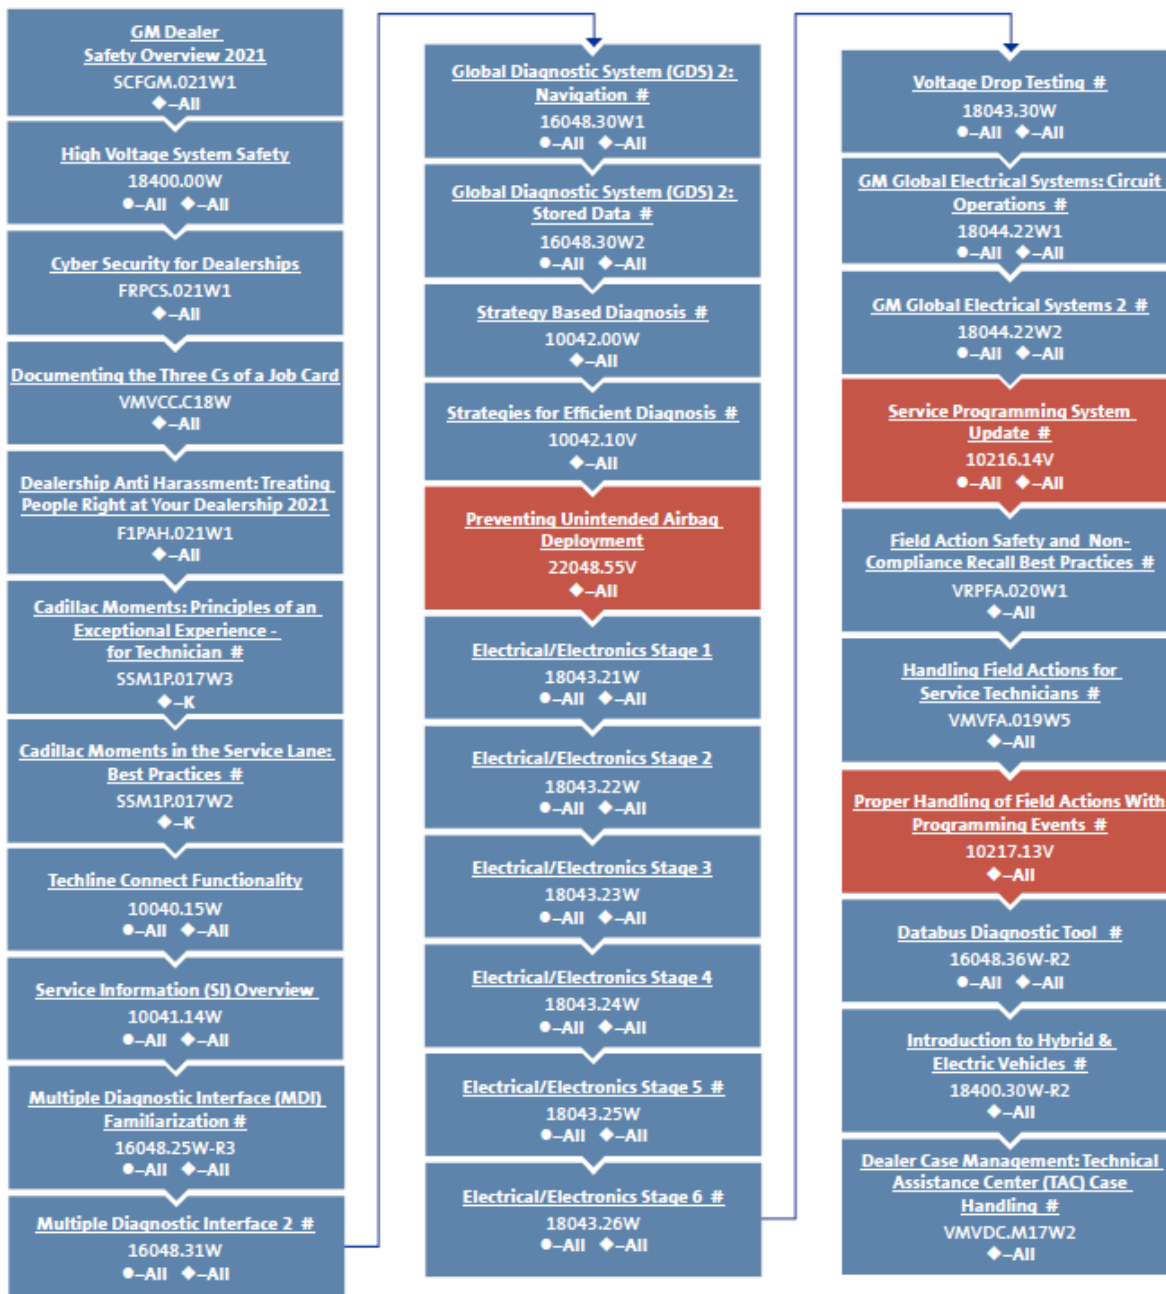 GM Dealer
Safety Overview 2021
SCFGM.021W1
◆–All
High Voltage System Safety
18400.00W
●–All ◆–All
Cyber Security for Dealerships
FRPCS.021W1
◆–All
Documenting the Three Cs of a Job Card
VMVCC.C18W
◆–All
Dealership Anti Harassment: Treating
People Right at Your Dealership 2021
F1PAH.021W1
◆–All
Cadillac Moments: Principles of an
Exceptional Experience -
for Technician #
SSM1P.017W3
◆–K
Cadillac Moments in the Service Lane:
Best Practices #
SSM1P.017W2
◆–K
Techline Connect Functionality
10040.15W
●–All ◆–All
Service Information (SI) Overview
10041.14W
●–All ◆–All
Multiple Diagnostic Interface (MDI)
Familiarization #
16048.25W-R3
●–All ◆–All
Multiple Diagnostic Interface 2 #
16048.31W
●–All ◆–All
Global Diagnostic System (GDS) 2:
Navigation #
16048.30W1
●–All ◆–All
Global Diagnostic System (GDS) 2:
Stored Data #
16048.30W2
●–All ◆–All
Strategy Based Diagnosis #
10042.00W
◆–All
Strategies for Efficient Diagnosis #
10042.10V
◆–All
Preventing Unintended Airbag
Deployment
22048.55V
◆–All
Electrical/Electronics Stage 1
18043.21W
●–All ◆–All
Electrical/Electronics Stage 2
18043.22W
●–All ◆–All
Electrical/Electronics Stage 3
18043.23W
●–All ◆–All
Electrical/Electronics Stage 4
18043.24W
●–All ◆–All
Electrical/Electronics Stage 5 #
18043.25W
●–All ◆–All
Electrical/Electronics Stage 6 #
18043.26W
●–All ◆–All
Voltage Drop Testing #
18043.30W
●–All ◆–All
GM Global Electrical Systems: Circuit
Operations #
18044.22W1
●–All ◆–All
GM Global Electrical Systems 2 #
18044.22W2
●–All ◆–All
Service Programming System
Update #
10216.14V
●–All ◆–All
Field Action Safety and Non-
Compliance Recall Best Practices #
VRPFA.020W1
◆–All
Handling Field Actions for
Service Technicians #
VMVFA.019W5
◆–All
Proper Handling of Field Actions With
Programming Events #
10217.13V
◆–All
Databus Diagnostic Tool #
16048.36W-R2
●–All ◆–All
Introduction to Hybrid &
Electric Vehicles #
18400.30W-R2
◆–All
Dealer Case Management: Technical
Assistance Center (TAC) Case
Handling #
VMVDC.M17W2
◆–All